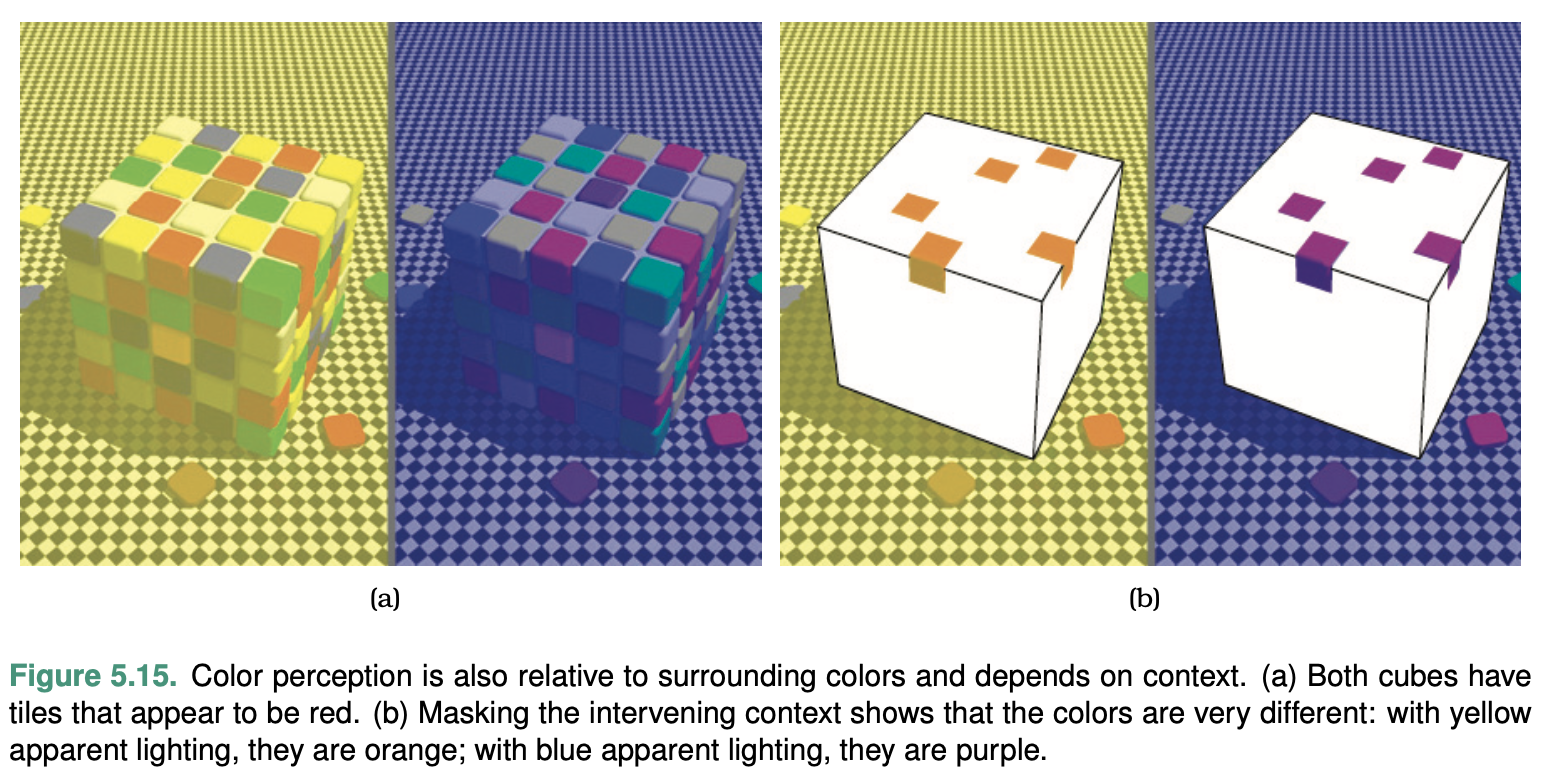 (a)
(b)
Figure 5.15. Color perception is also relative to surrounding colors and depends on context. (a) Both cubes have
tiles that appear to be red. (b) Masking the intervening context shows that the colors are very different: with yellow
apparent lighting, they are orange; with blue apparent lighting, they are purple.